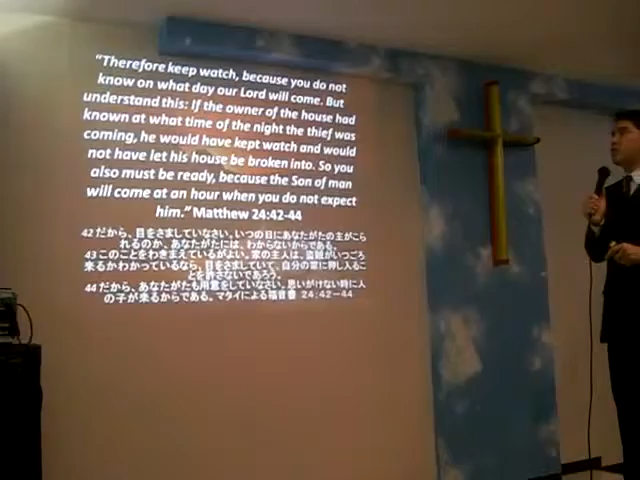 "Therefore keep watch, because you do not
know on what day our Lord will come. But
understand this: If the owner of the house had
known at what time of the night the thief was
coming, he would have kept watch and would
not have let his house be broken into. So you
also must be ready, because the Son of man
will come at an hour when you do not expect
him." Matthew 24:42-44
42だから、目をさましていなさい。いつの日にあなたがたの主がこら
れるのか、あなたがたには、わからないからである。
43このことをわきまえているがよい。家の主人は、盗賊がいつごろ
来るかわかっているなら、目をさましていて、自分の家に押し入るこ
とを許さないであろう。
44だから、あなたがたも用意をしていなさい。思いがけない時に人
の子が来るからである。マタイによる福音書 24:42-44